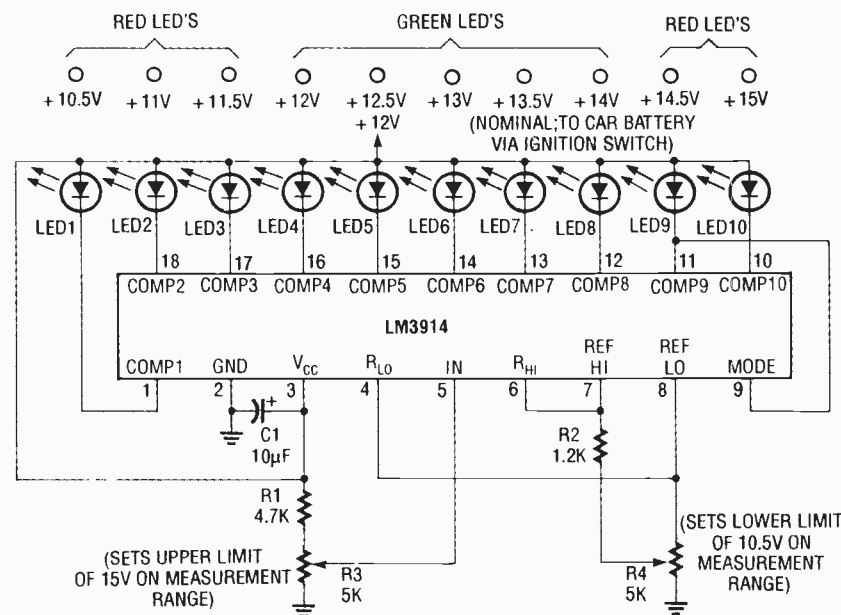 RED LED'S GREEN LED'S RED LED'S
+10.5V +11V +11.5V +12V +12.5V +13V +13.5V +14V +14.5V +15V
+12V
(NOMINAL; TO CAR BATTERY
VIA IGNITION SWITCH)
LED1 LED2 LED3 LED4 LED5 LED6 LED7 LED8 LED9 LED10
18 17 16 15 14 13 12 11 10
COMP2 COMP3 COMP4 COMP5 COMP6 COMP7 COMP8 COMP9 COMP10
LM3914
COMP1 GND VCC RLO IN RHI REF HI REF LO MODE
1 2 3 4 5 6 7 8 9
+
C1
10µF
R2
1.2K
R1
4.7K
(SETS UPPER LIMIT
OF 15V ON MEASUREMENT
RANGE)
R3
5K
R4
5K
(SETS LOWER LIMIT
OF 10.5V ON
MEASUREMENT
RANGE)